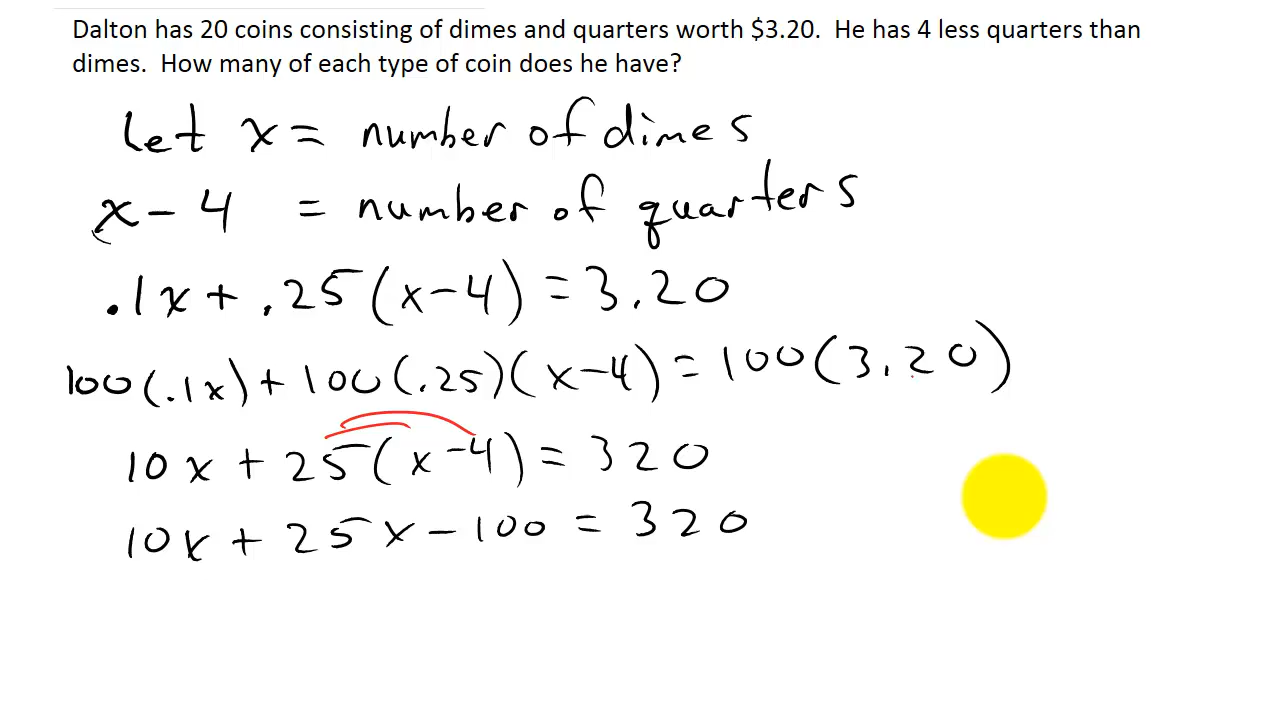 Dalton has 20 coins consisting of dimes and quarters worth $3.20.  He has 4 less quarters than
dimes.  How many of each type of coin does he have?
Let x = number of dimes
x - 4 = number of quarters
.1x + .25(x-4) = 3.20
100(.1x) + 100(.25)(x-4) = 100(3.20)
10x + 25(x-4) = 320
10x + 25x - 100 = 320